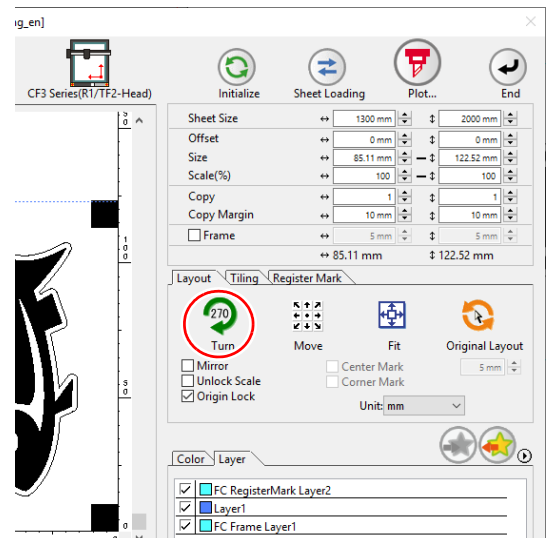 ng_en]
CF3 Series(R1/TF2-Head)
Initialize
Sheet Loading
Plot...
End
Sheet Size 1300 mm 2000 mm
Offset 0 mm 0 mm
Size 85.11 mm 122.52 mm
Scale(%) 100 100
Copy 1 1
Copy Margin 10 mm 10 mm
Frame 5 mm 5 mm
85.11 mm 122.52 mm
Layout Tiling Register Mark
270
Turn Move Fit Original Layout
Mirror Center Mark 5 mm
Unlock Scale Corner Mark
Origin Lock
Unit: mm
Color Layer
FC RegisterMark Layer2
Layer1
FC Frame Layer1